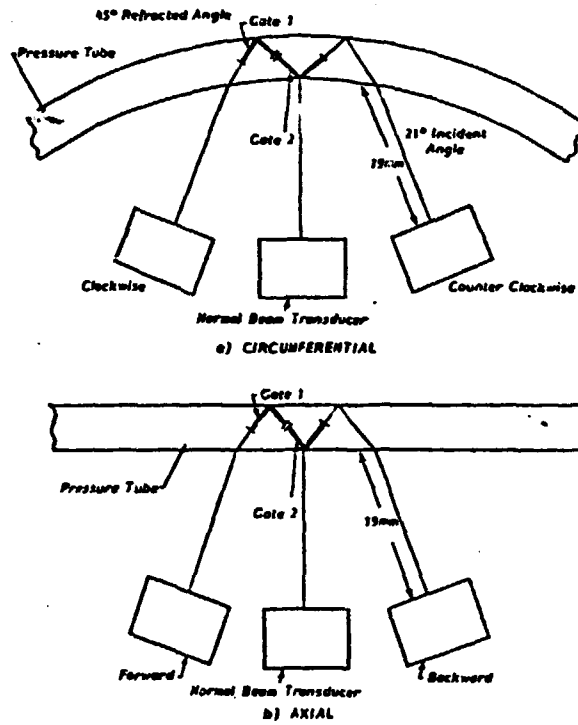 45° Refracted Angle
Gate 1
Pressure Tube
Gate 2
21° Incident
Angle
19mm
Clockwise
Counter Clockwise
Normal Beam Transducer
a) CIRCUMFERENTIAL
Gate 1
Pressure Tube
Gate 2
19mm
Forward
Backward
Normal Beam Transducer
b) AXIAL